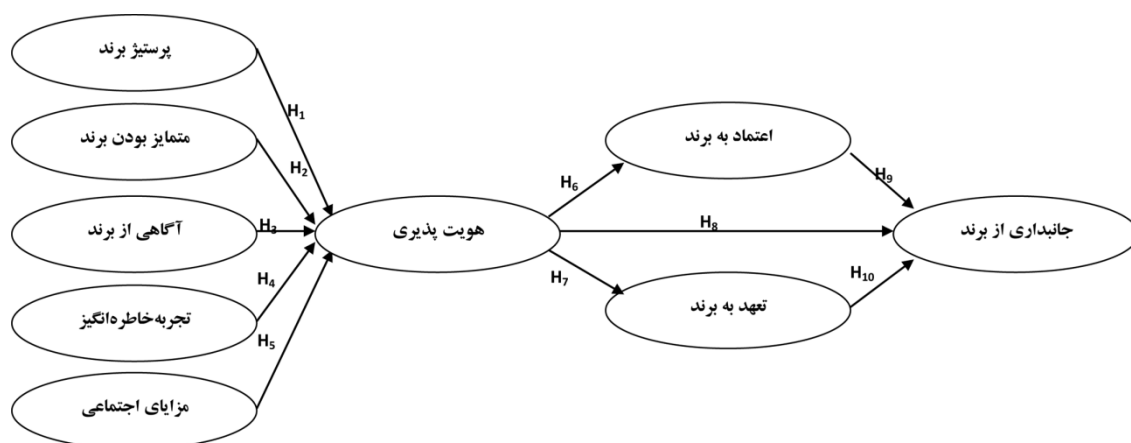 پرستیژ برند
متمایز بودن برند
آگاهی از برند
تجربه‌خاطره‌انگیز
مزایای اجتماعی
H1
H2
H3
H4
H5
هویت پذیری
H6
H8
H7
اعتماد به برند
تعهد به برند
H9
H10
جانبداری از برند